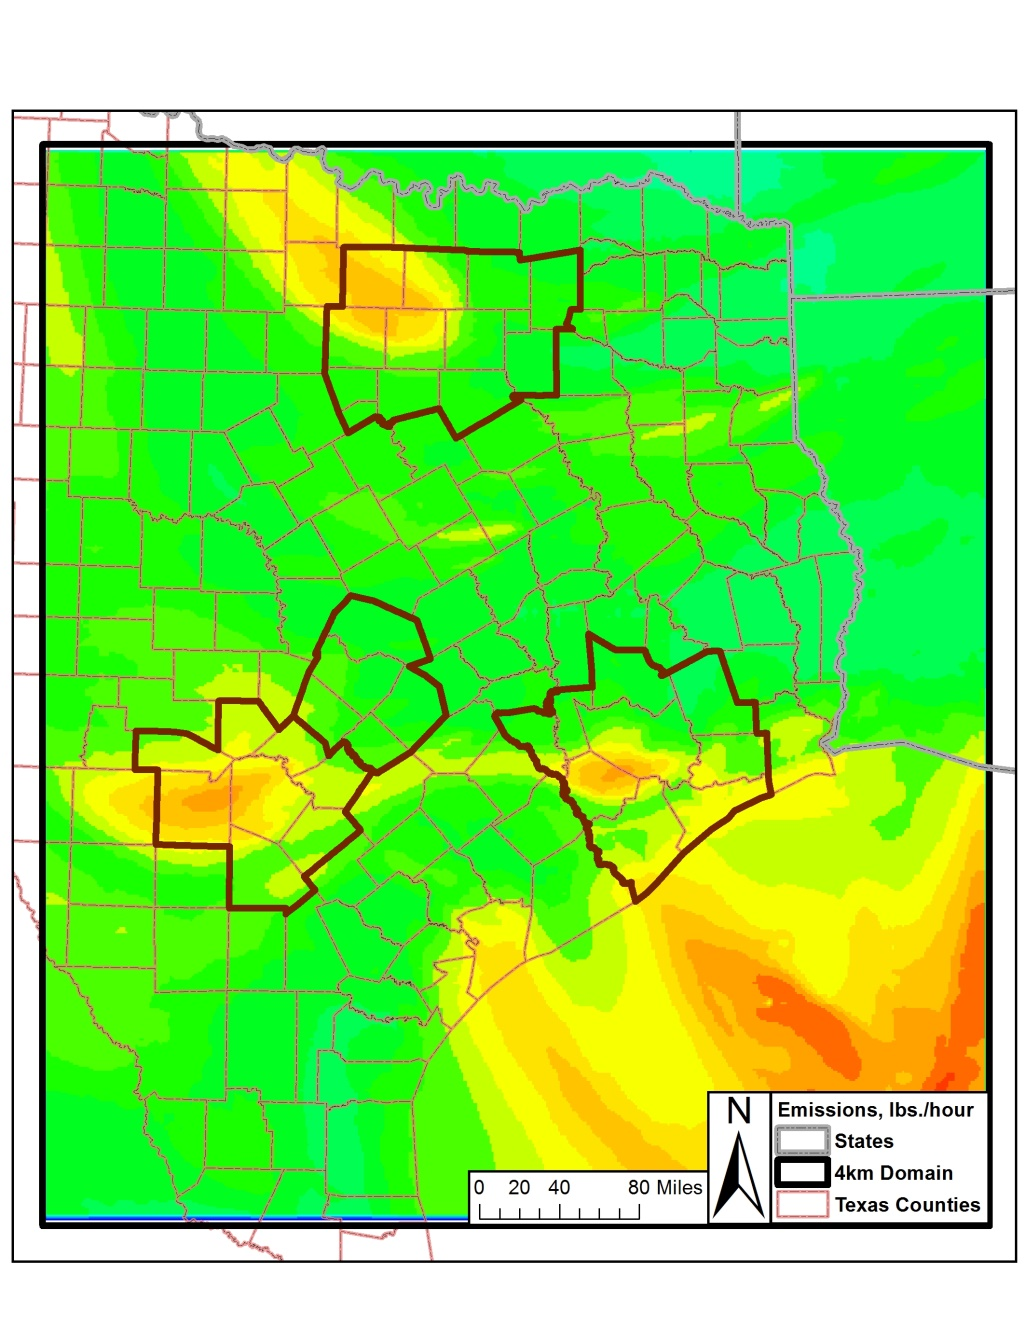 N
Emissions, lbs./hour
States
4km Domain
Texas Counties
0 20 40 80 Miles